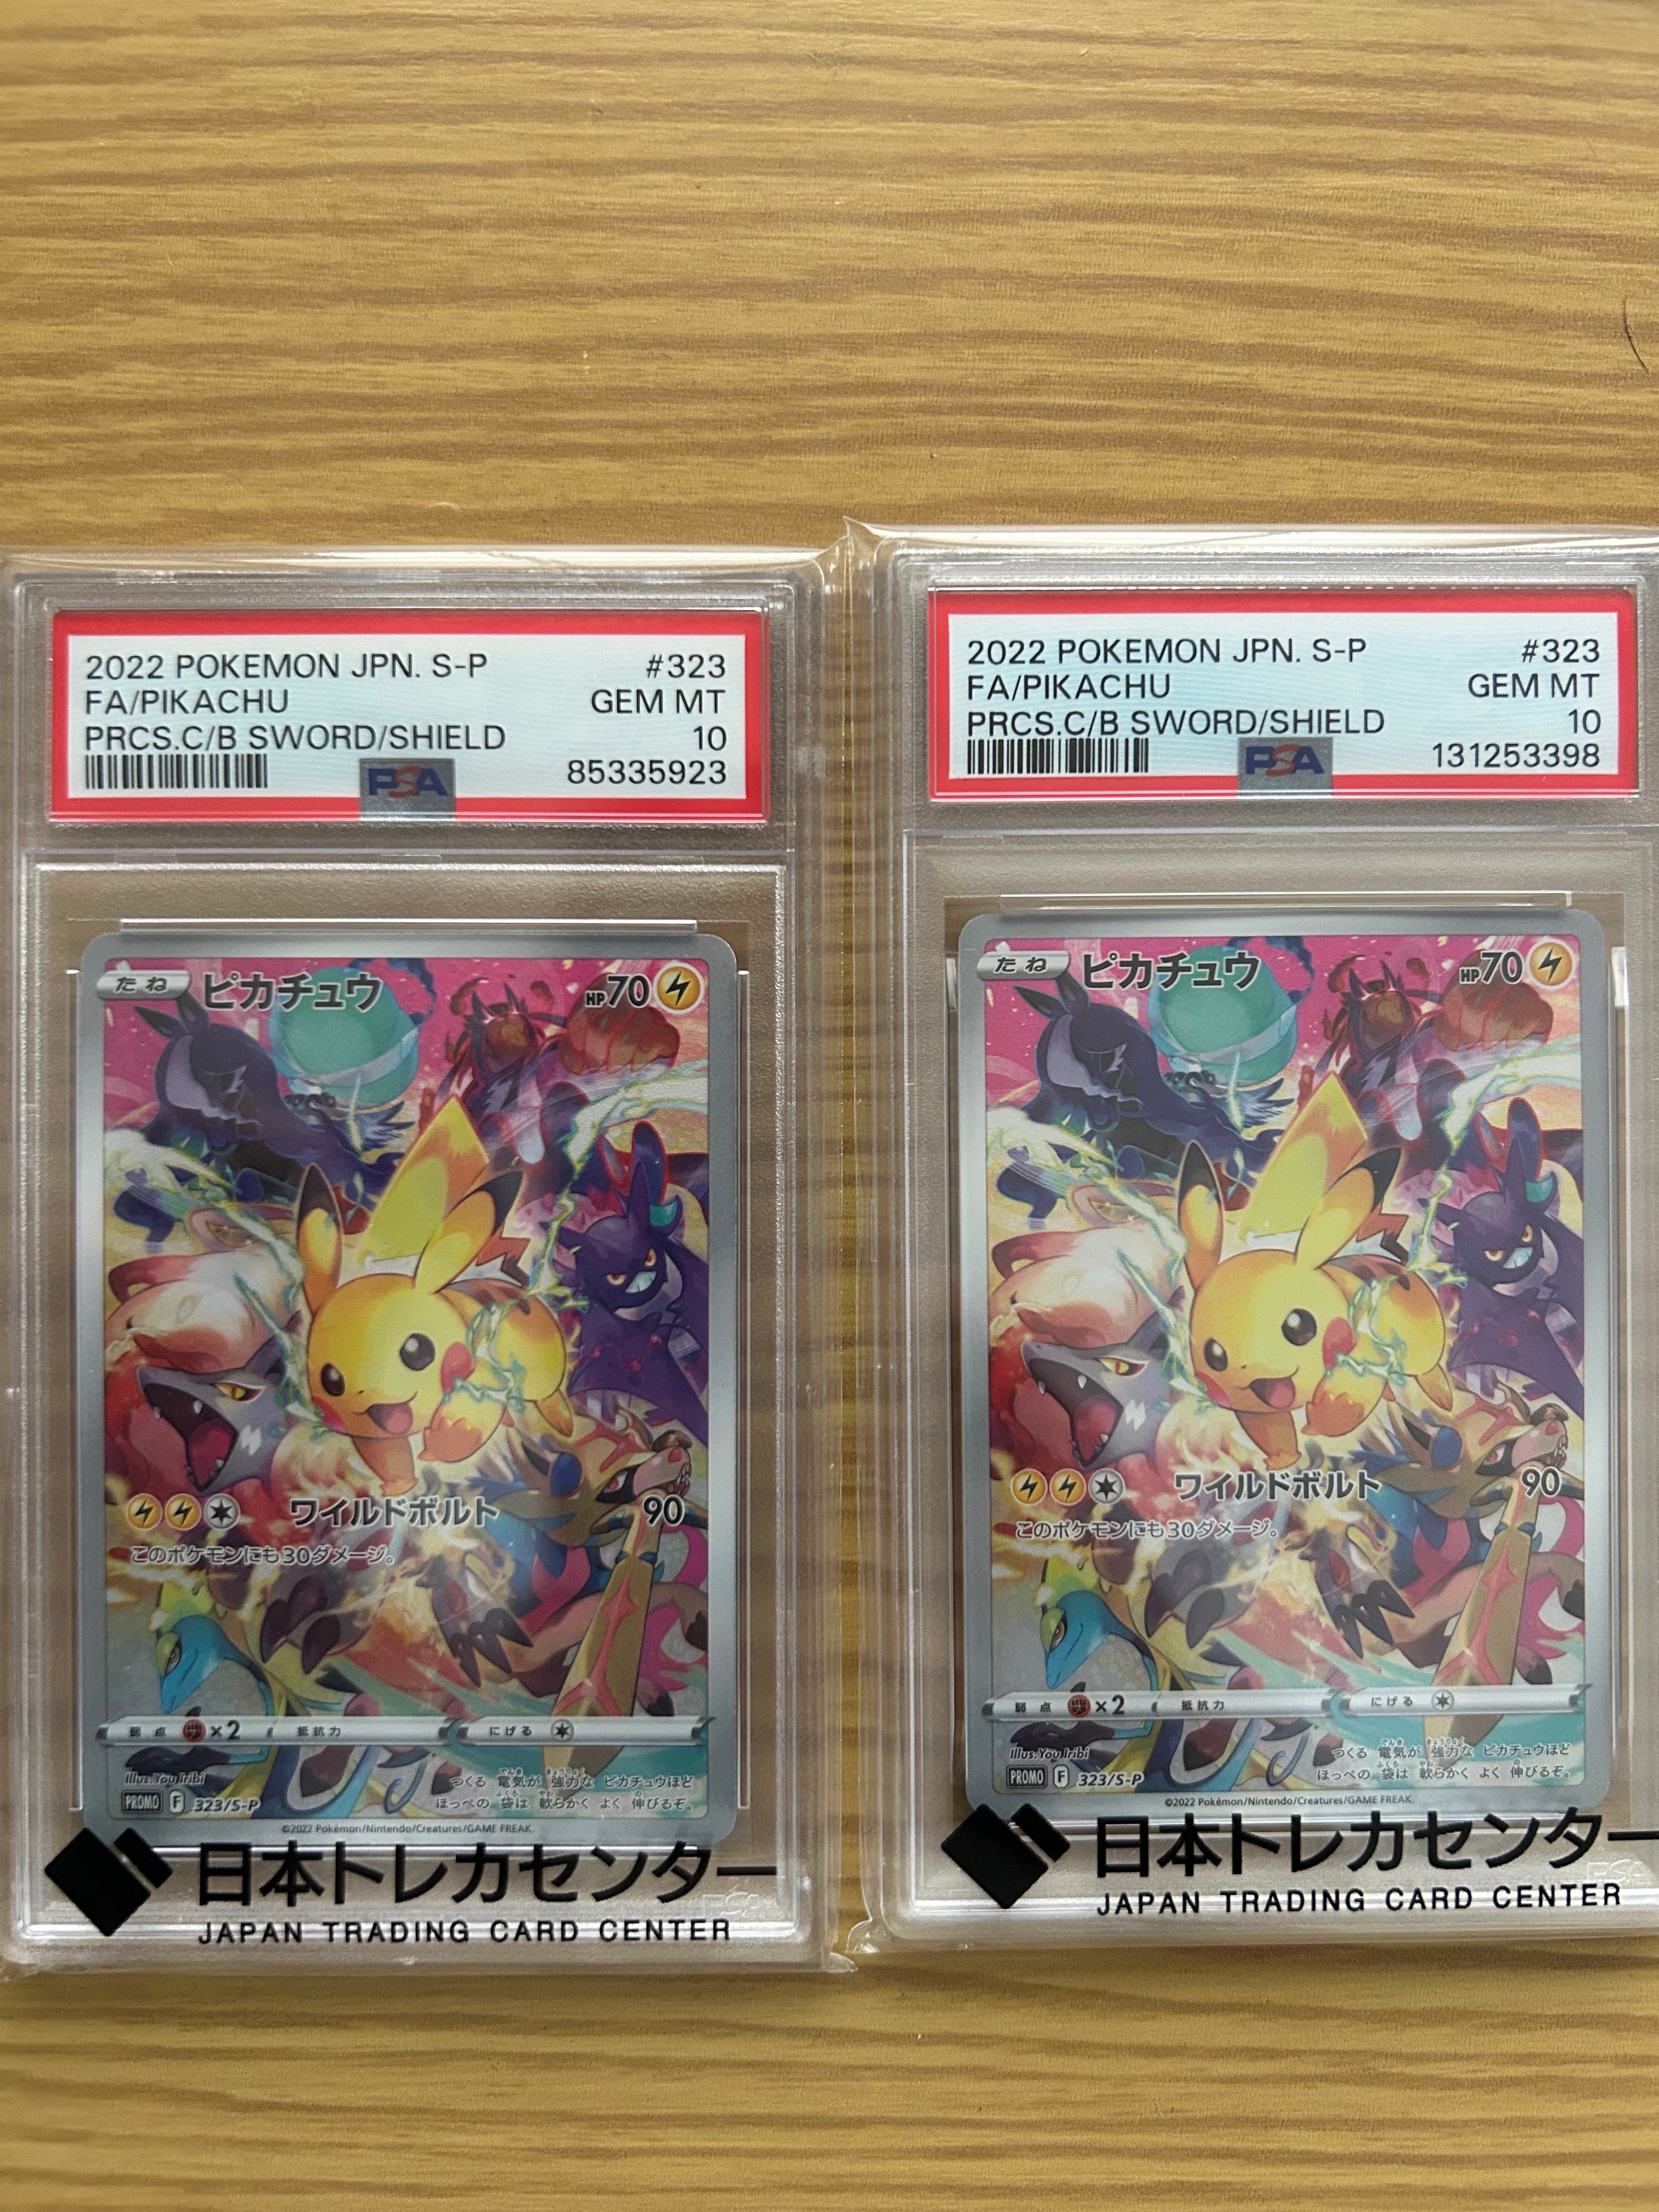 2022 POKEMON JPN. S-P #323
FA/PIKACHU GEM MT
PRCS.C/B SWORD/SHIELD 10
PSA 85335923
たね ピカチュウ HP70
ワイルドボルト 90
このポケモンにも30ダメージ。
弱点 ×2 抵抗力 にげる
Illus.You Iribi
PROMO F 323/S-P
つくる 電気が 強力な ピカチュウほど
ほっぺの 袋は 軟らかく よく 伸びるぞ。
©2022 Pokémon/Nintendo/Creatures/GAME FREAK.
日本トレカセンター
JAPAN TRADING CARD CENTER
2022 POKEMON JPN. S-P #323
FA/PIKACHU GEM MT
PRCS.C/B SWORD/SHIELD 10
PSA 131253398
たね ピカチュウ HP70
ワイルドボルト 90
このポケモンにも30ダメージ。
弱点 ×2 抵抗力 にげる
Illus.You Iribi
PROMO F 323/S-P
つくる 電気が 強力な ピカチュウほど
ほっぺの 袋は 軟らかく よく 伸びるぞ。
©2022 Pokémon/Nintendo/Creatures/GAME FREAK.
日本トレカセンター
JAPAN TRADING CARD CENTER